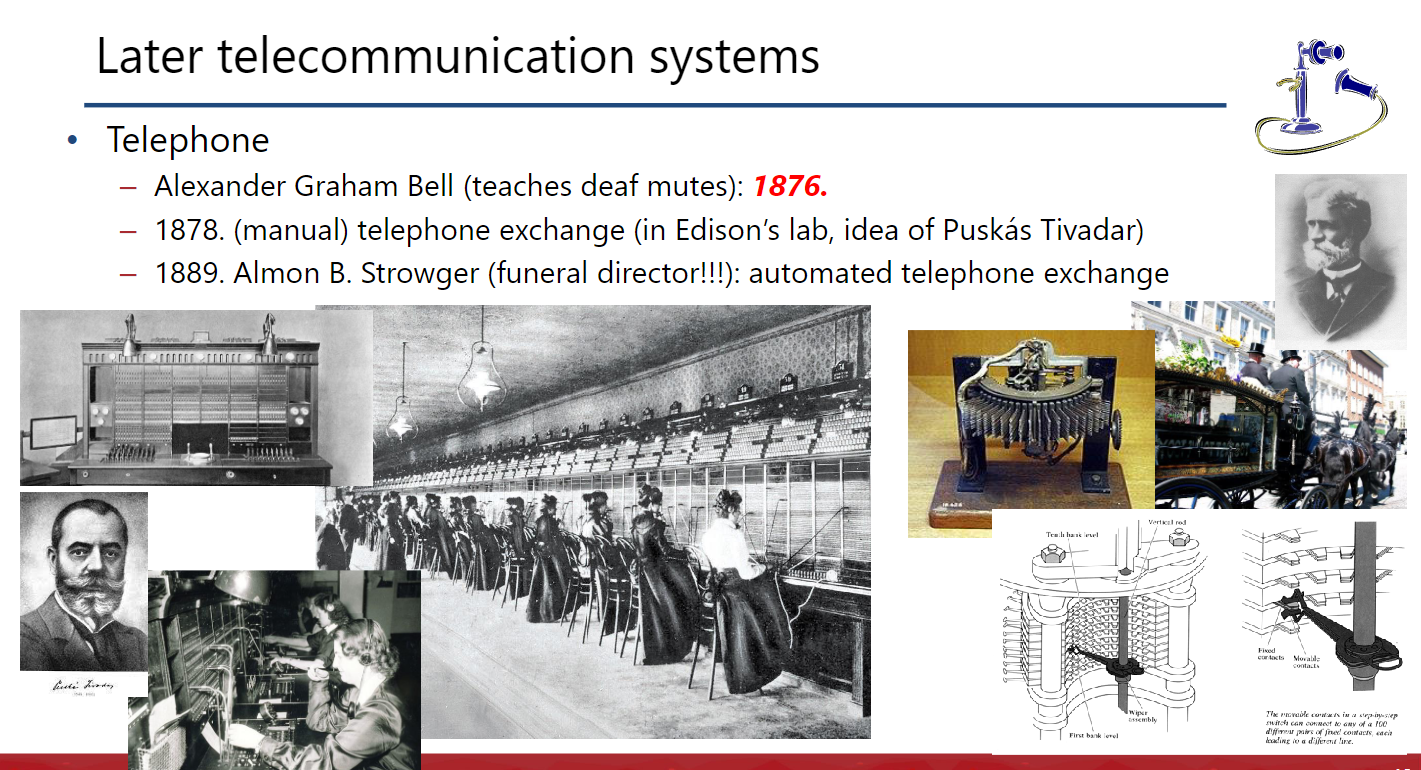 Later telecommunication systems
• Telephone
– Alexander Graham Bell (teaches deaf mutes): 1876.
– 1878. (manual) telephone exchange (in Edison’s lab, idea of Puskás Tivadar)
– 1889. Almon B. Strowger (funeral director!!!): automated telephone exchange
Tenth bank level
Vertical rod
Fixed
contacts
Movable
contacts
Wiper
assembly
First bank level
The movable contacts in a step-by-step
switch can connect to any of a 100
different pairs of fixed contacts, each
leading to a different line.